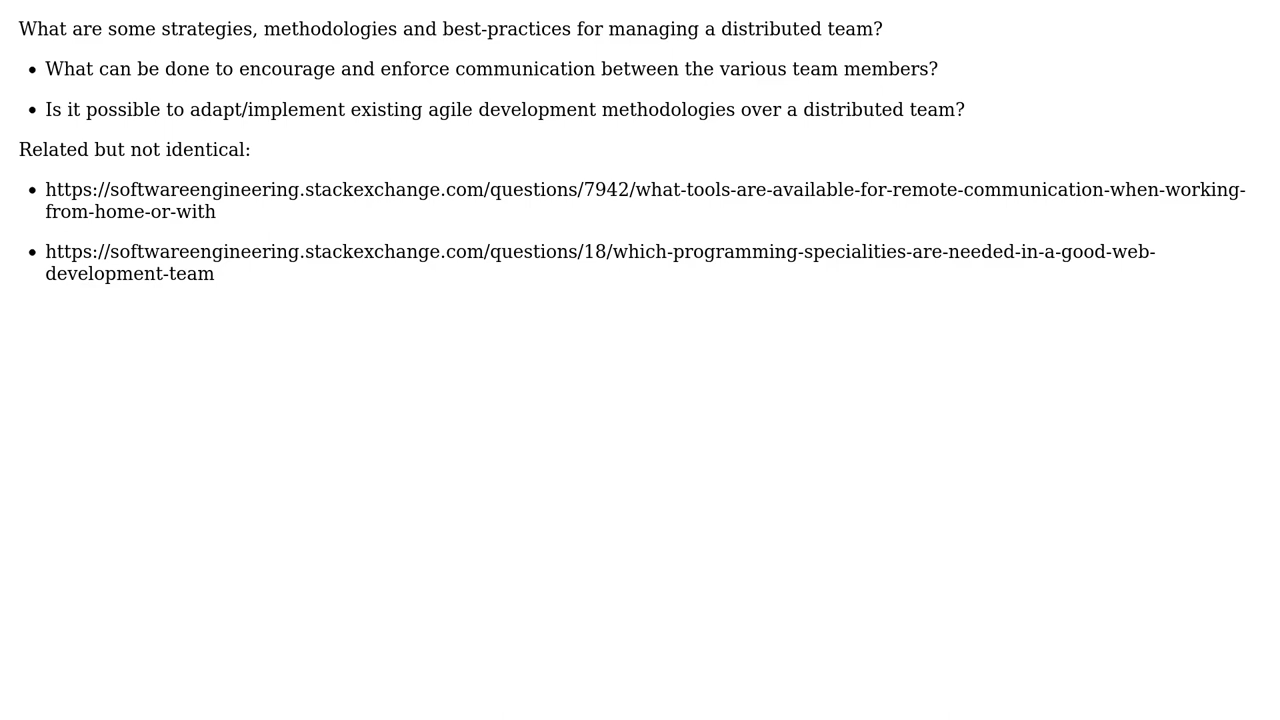 What are some strategies, methodologies and best-practices for managing a distributed team?
• What can be done to encourage and enforce communication between the various team members?
• Is it possible to adapt/implement existing agile development methodologies over a distributed team?
Related but not identical:
• https://softwareengineering.stackexchange.com/questions/7942/what-tools-are-available-for-remote-communication-when-working-
from-home-or-with
• https://softwareengineering.stackexchange.com/questions/18/which-programming-specialities-are-needed-in-a-good-web-
development-team